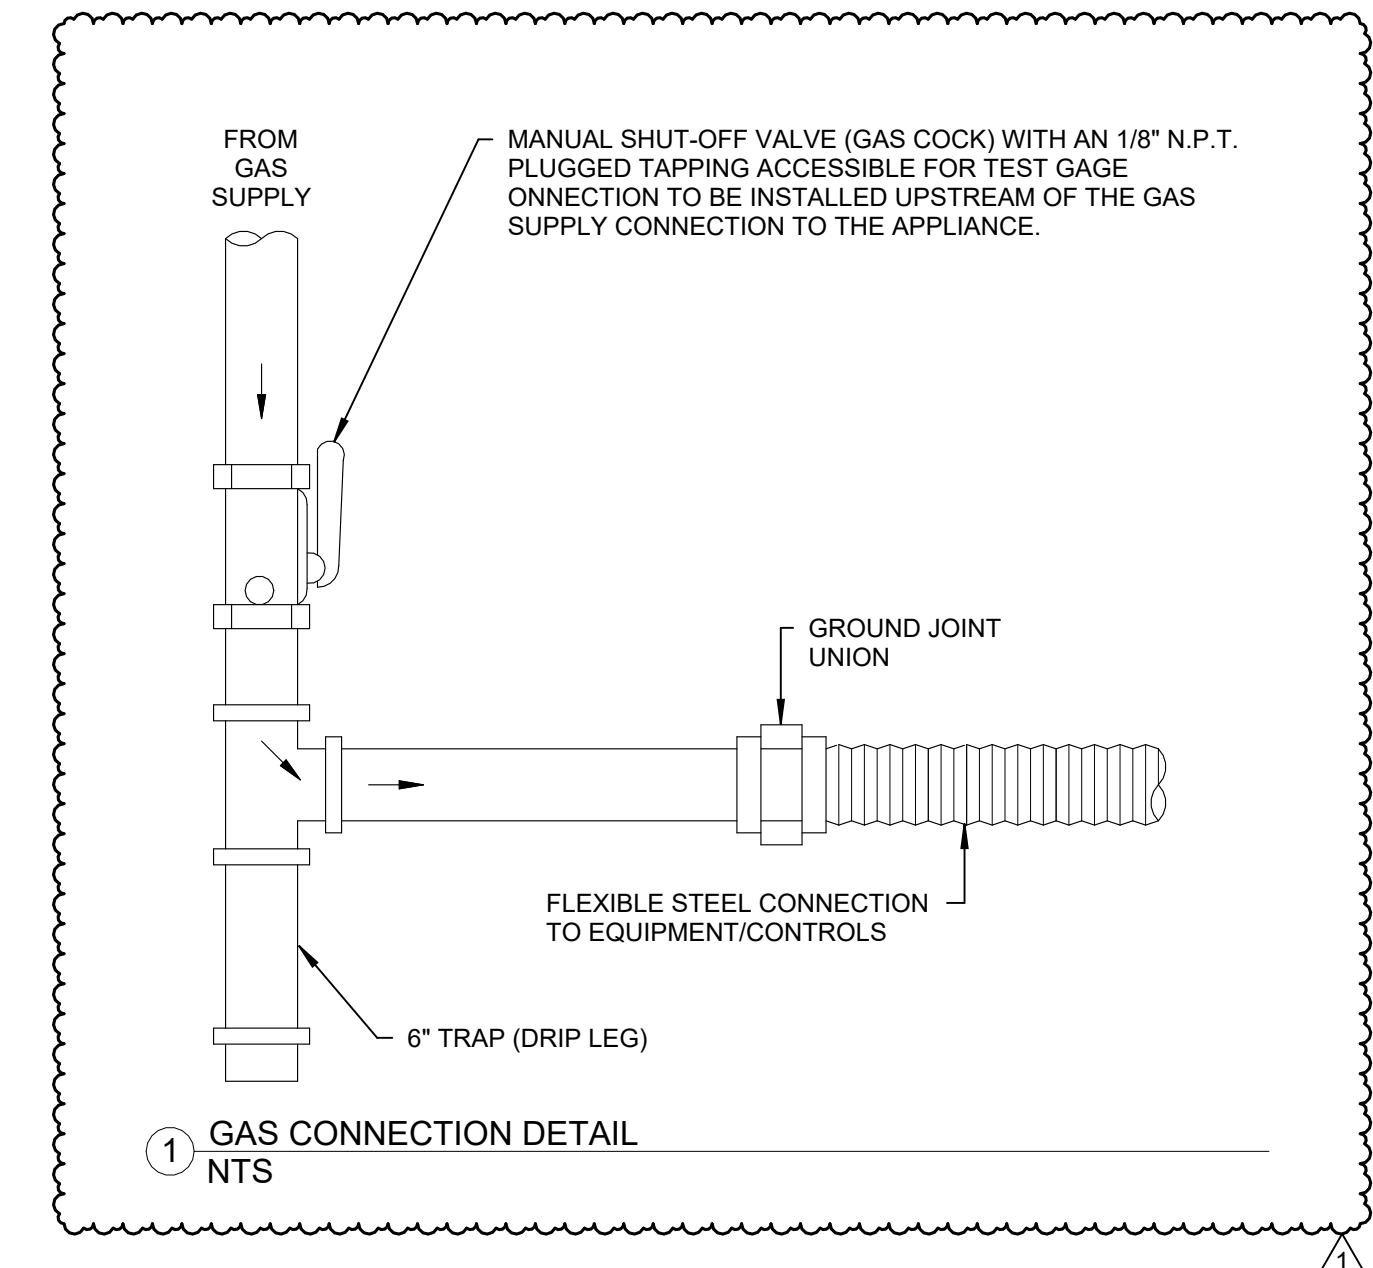 FROM
GAS
SUPPLY
MANUAL SHUT-OFF VALVE (GAS COCK) WITH AN 1/8" N.P.T.
PLUGGED TAPPING ACCESSIBLE FOR TEST GAGE
ONNECTION TO BE INSTALLED UPSTREAM OF THE GAS
SUPPLY CONNECTION TO THE APPLIANCE.
GROUND JOINT
UNION
FLEXIBLE STEEL CONNECTION
TO EQUIPMENT/CONTROLS
6" TRAP (DRIP LEG)
1 GAS CONNECTION DETAIL
NTS
1